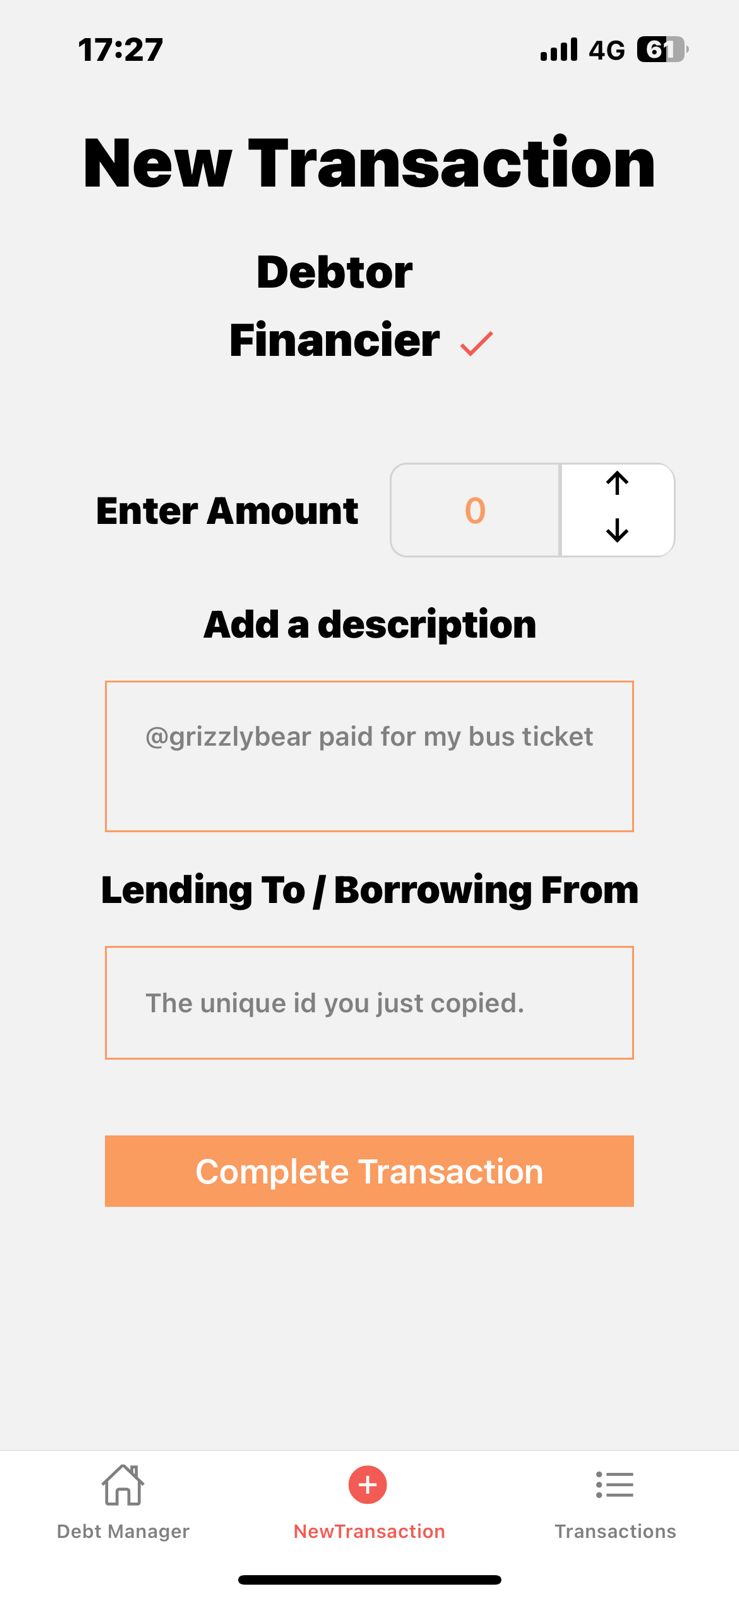 17:27 4G 61
New Transaction
Debtor
Financier
Enter Amount 0
Add a description
@grizzlybear paid for my bus ticket
Lending To / Borrowing From
The unique id you just copied.
Complete Transaction
Debt Manager NewTransaction Transactions